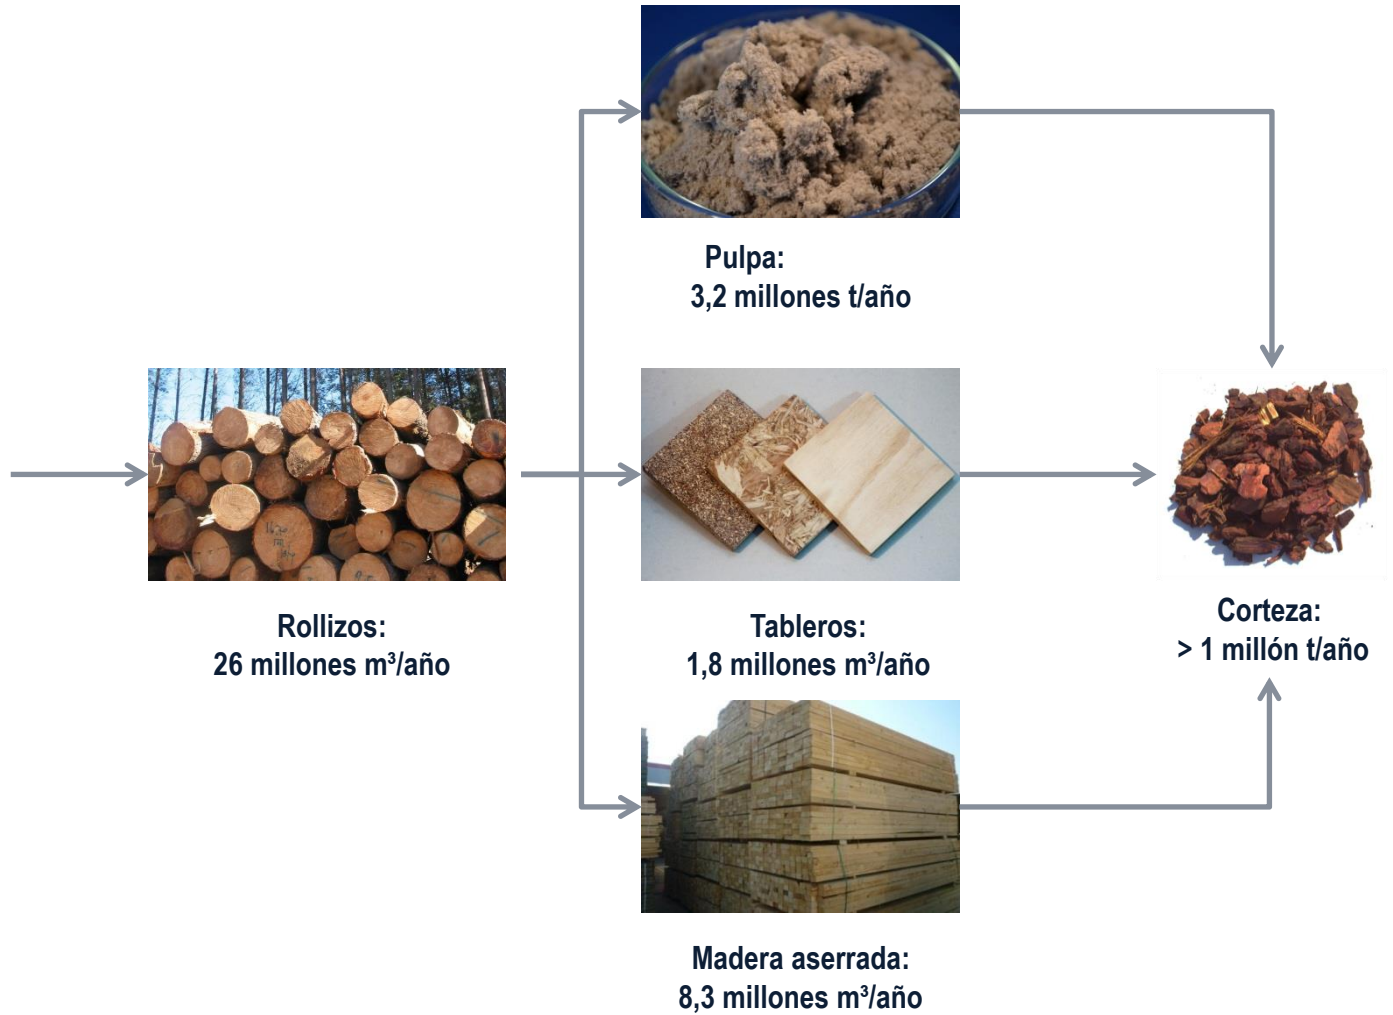 Pulpa:
3,2 millones t/año
Rollizos:
26 millones m³/año
Tableros:
1,8 millones m³/año
Corteza:
> 1 millón t/año
Madera aserrada:
8,3 millones m³/año